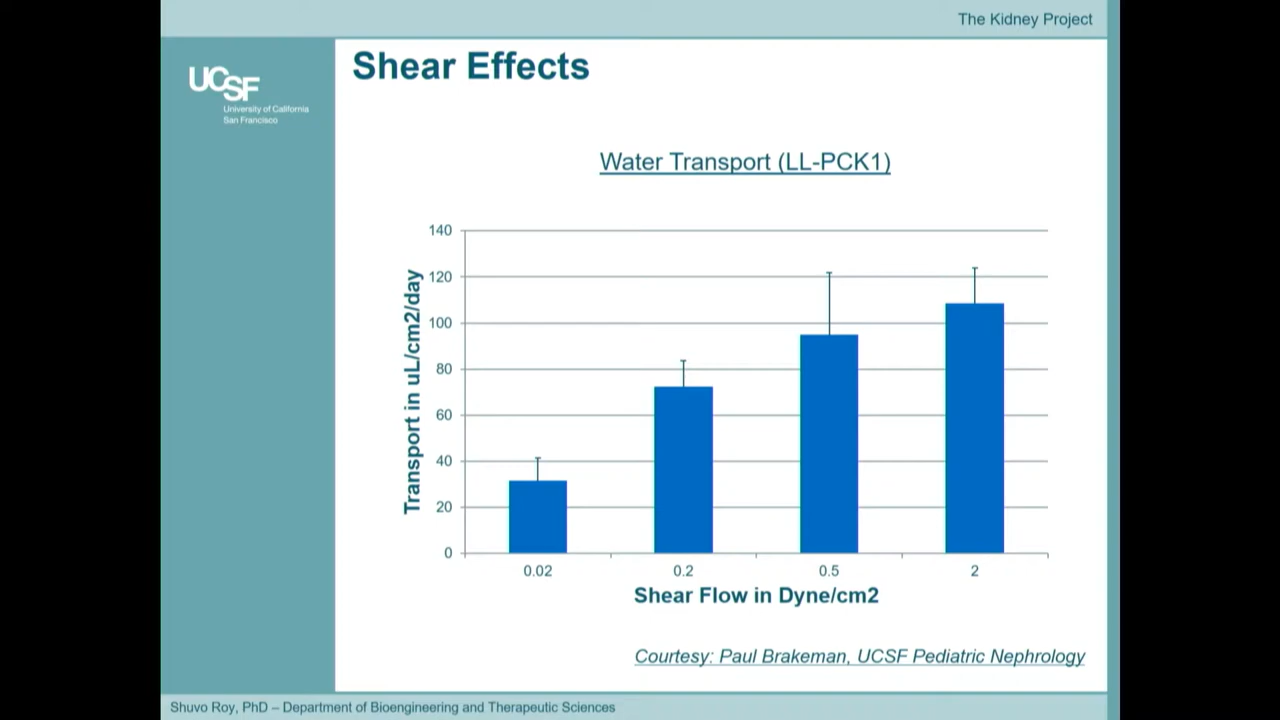 The Kidney Project
UCSF
University of California
San Francisco
Shear Effects
Water Transport (LL-PCK1)
Transport in uL/cm2/day
140
120
100
80
60
40
20
0
0.02 0.2 0.5 2
Shear Flow in Dyne/cm2
Courtesy: Paul Brakeman, UCSF Pediatric Nephrology
Shuvo Roy, PhD – Department of Bioengineering and Therapeutic Sciences